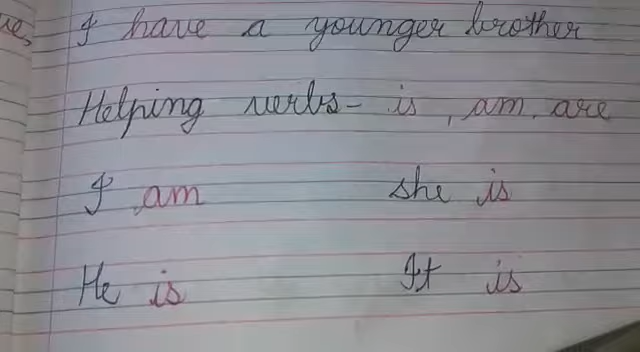 I have a younger brother
Helping verbs - is, am, are
I am she is
He is It is